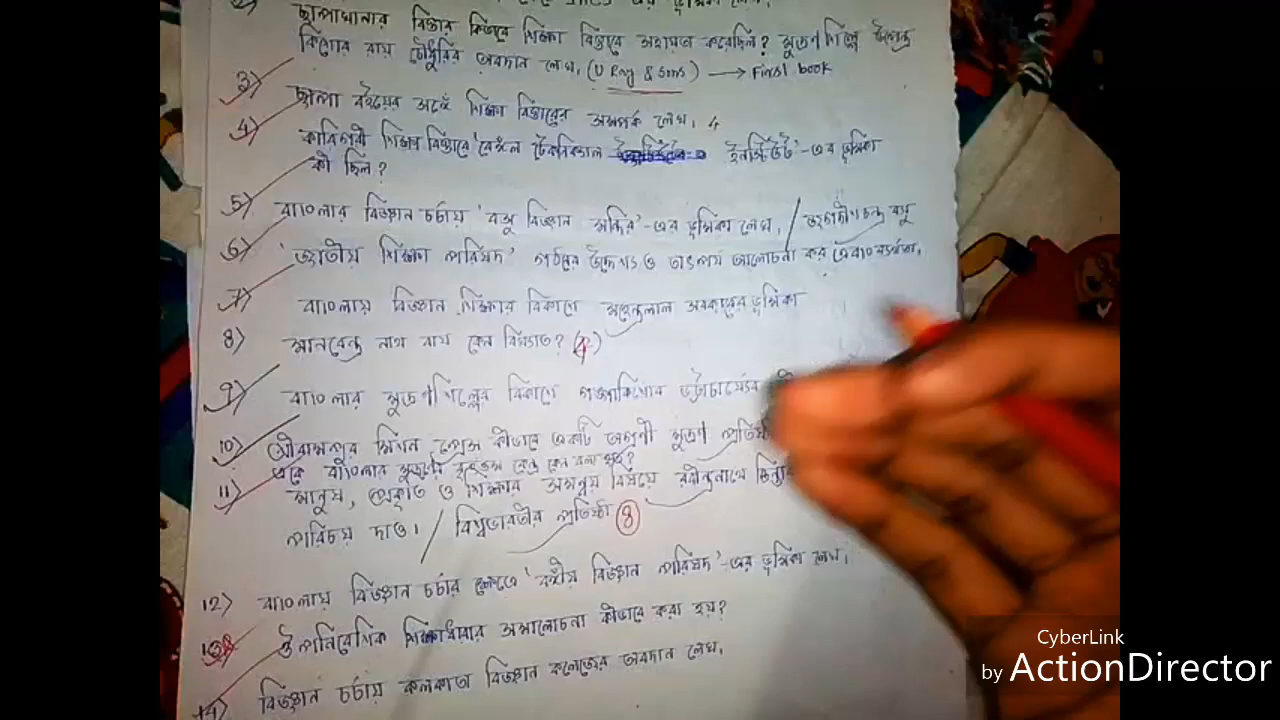 ছাপাখানার বিস্তার কিভাবে শিক্ষা বিস্তারে সহায়তা করেছিল? মুদ্রণ শিল্পে উপেন্দ্র
কিশোর রায় চৌধুরির অবদান লেখ, (U Ray & Sons) → Final book
3) ছাপা বইয়ের সঙ্গে শিক্ষা বিস্তারের সম্পর্ক লেখ। 4
4) কারিগরী শিক্ষার বিস্তারে 'বেঙ্গল টেকনিক্যাল ইনস্টিটিউট'-এর ভূমিকা
কী ছিল?
5) বাংলার বিজ্ঞান চর্চায় 'বসু বিজ্ঞান মন্দির'-এর ভূমিকা লেখ, / জগদীশচন্দ্র বসু
6) 'জাতীয় শিক্ষা পরিষদ' গঠনের উদ্দেশ্য ও তাৎপর্য আলোচনা কর
7) বাংলায় বিজ্ঞান শিক্ষার বিকাশে মহেন্দ্রলাল সরকারের ভূমিকা
8) মানবেন্দ্র নাথ রায় কেন বিখ্যাত? (4)
9) বাংলার মুদ্রণশিল্পের বিকাশে গঙ্গাকিশোর ভট্টাচার্যের
10) শ্রীরামপুর মিশন প্রেস কীভাবে একটি অগ্রণী মুদ্রণ
একে বাংলার কেন্দ্র কেন বলা হয়?
11) মানুষ, প্রকৃতি ও শিক্ষার সমন্বয় বিষয়ে রবীন্দ্রনাথে
পরিচয় দাও। / বিশ্বভারতীর প্রতিষ্ঠা (8)
12) বাংলায় বিজ্ঞান চর্চার ক্ষেত্রে 'বঙ্গীয় বিজ্ঞান পরিষদ'-এর ভূমিকা লেখ,
13) ঔপনিবেশিক শিক্ষাধারার সমালোচনা কীভাবে করা হয়?
14) বিজ্ঞান চর্চায় কলকাতা বিজ্ঞান কলেজের অবদান লেখ,
CyberLink
by ActionDirector